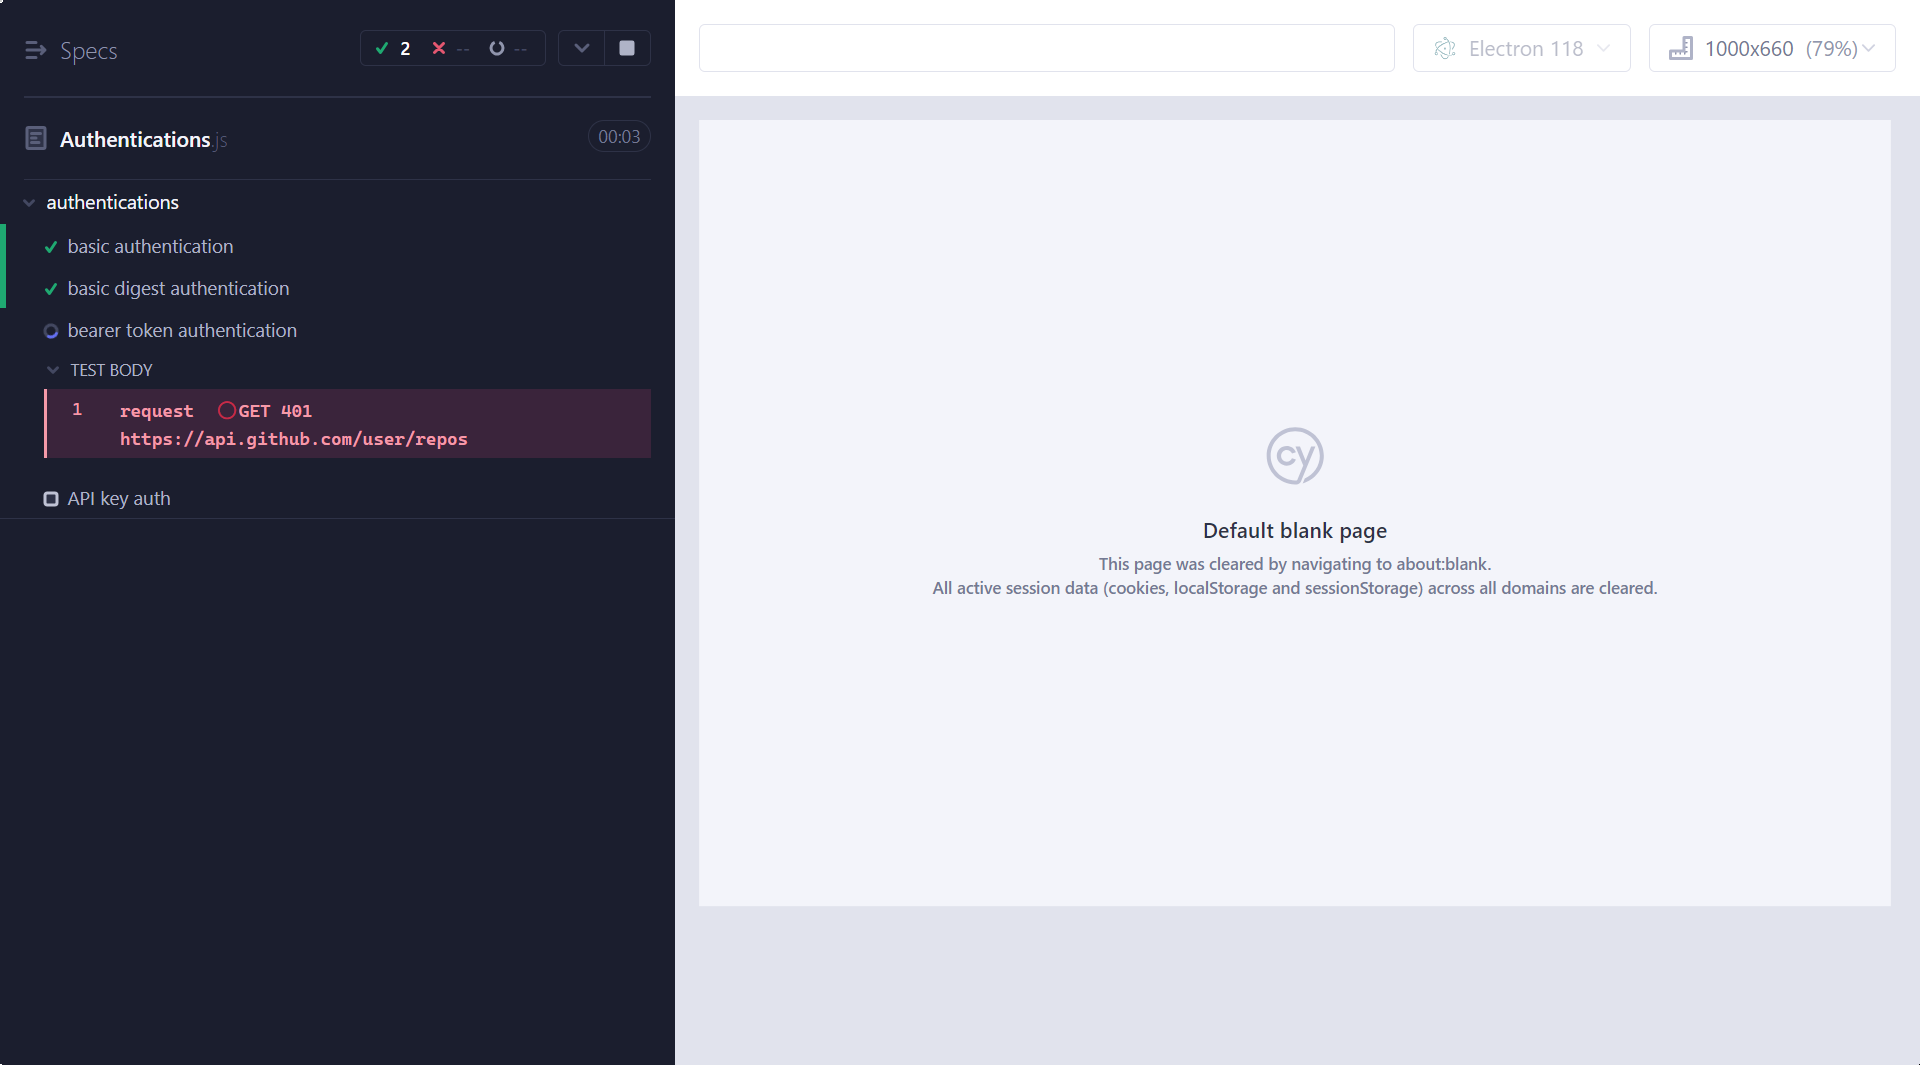 Specs
2 -- --
Authentications.js
00:03
authentications
basic authentication
basic digest authentication
bearer token authentication
TEST BODY
1 request GET 401
https://api.github.com/user/repos
API key auth
Electron 118
1000x660 (79%)
cy
Default blank page
This page was cleared by navigating to about:blank.
All active session data (cookies, localStorage and sessionStorage) across all domains are cleared.